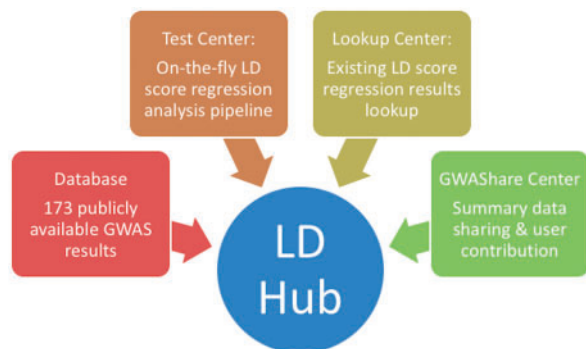 Test Center:
On-the-fly LD
score regression
analysis pipeline
Lookup Center:
Existing LD score
regression results
lookup
Database
173 publicly
available GWAS
results
GWAShare Center
Summary data
sharing & user
contribution
LD
Hub